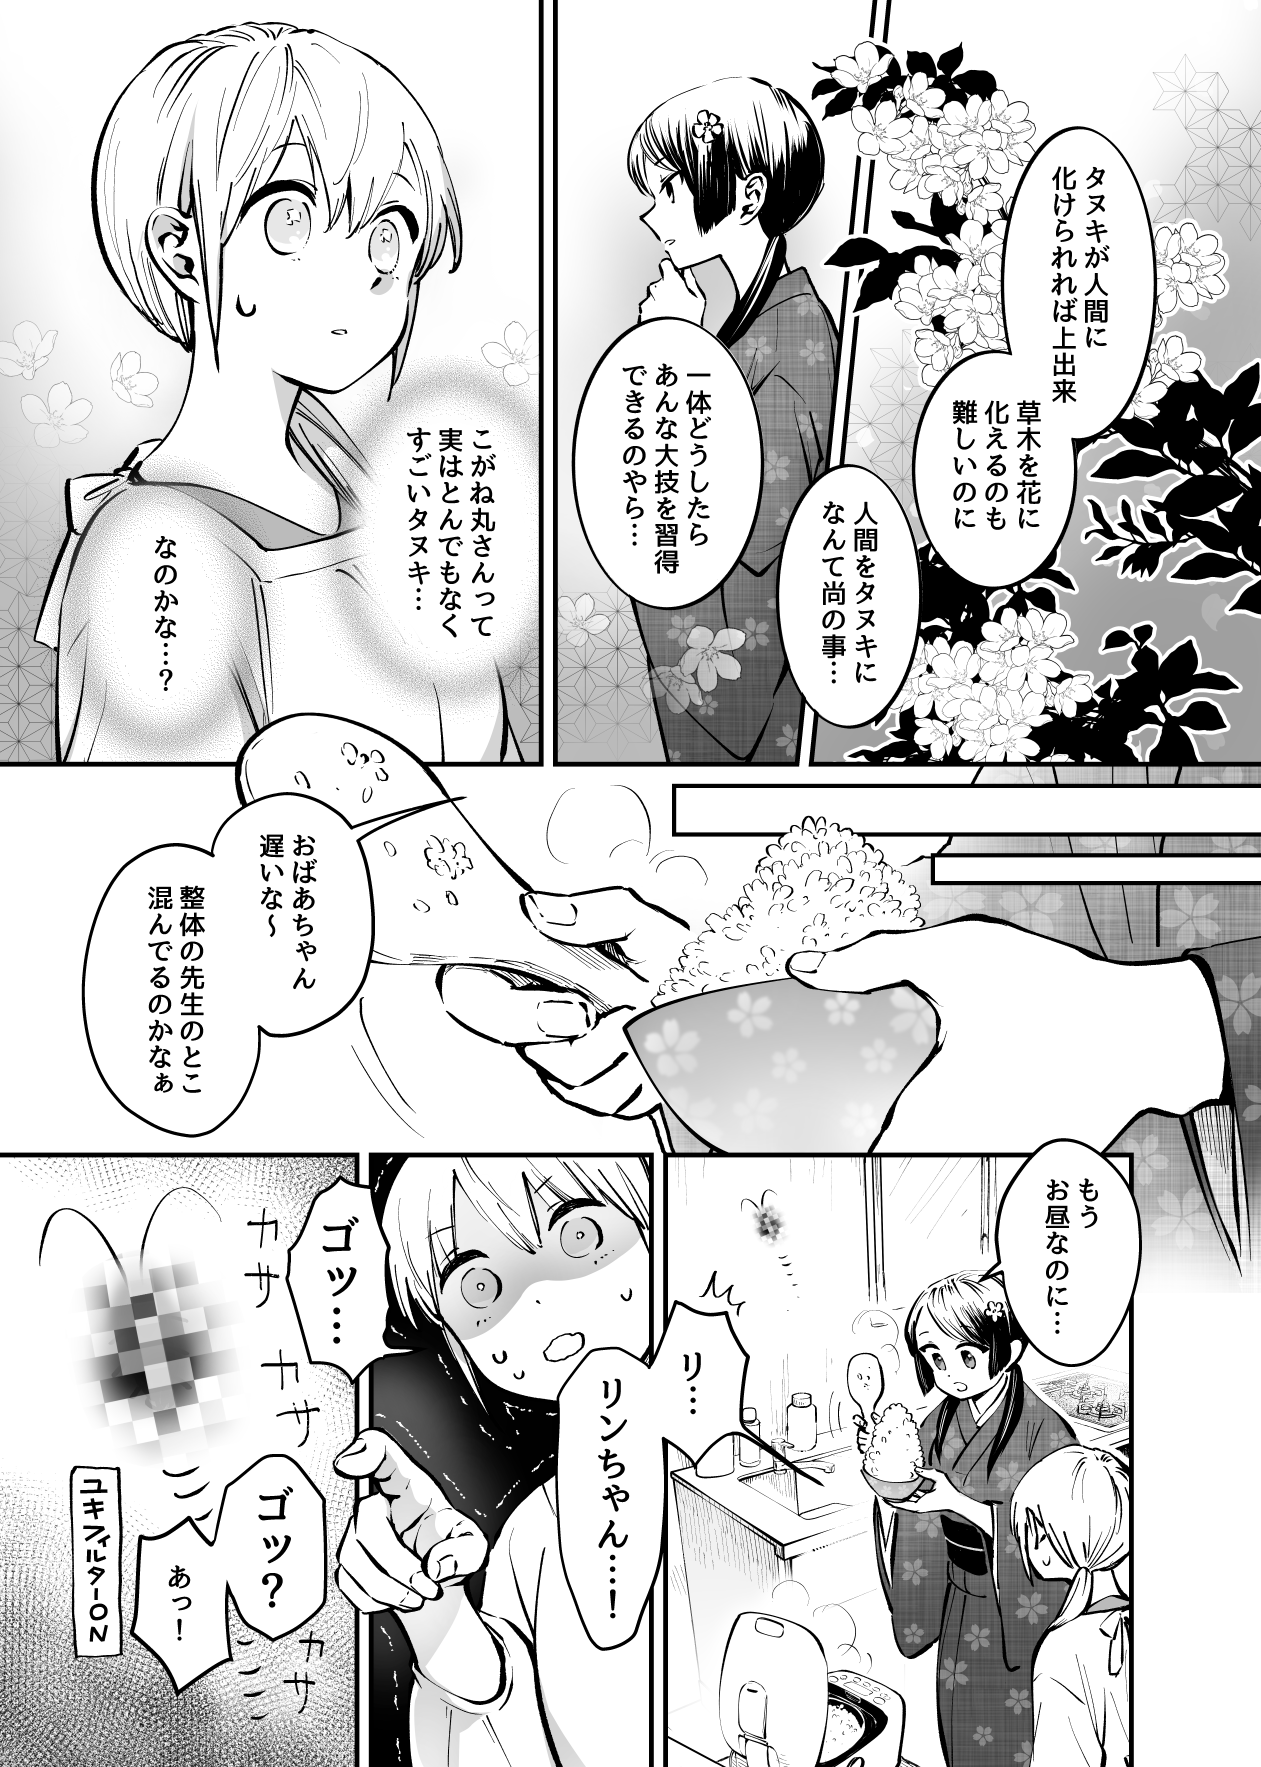 タヌキが人間に
化けられれば上出来
草木を花に
化えるのも
難しいのに
人間をタヌキに
なんて尚の事…
一体どうしたら
あんな大技を習得
できるのやら…
こがね丸さんって
実はとんでもなく
すごいタヌキ…
なのかな…?
おばあちゃん
遅いな～
整体の先生のとこ
混んでるのかなぁ
もう
お昼なのに…
リ…
リンちゃん…!
ゴッ…
カサ
カサ
ゴッ?
あっ!
カサ
ユキフィルターON